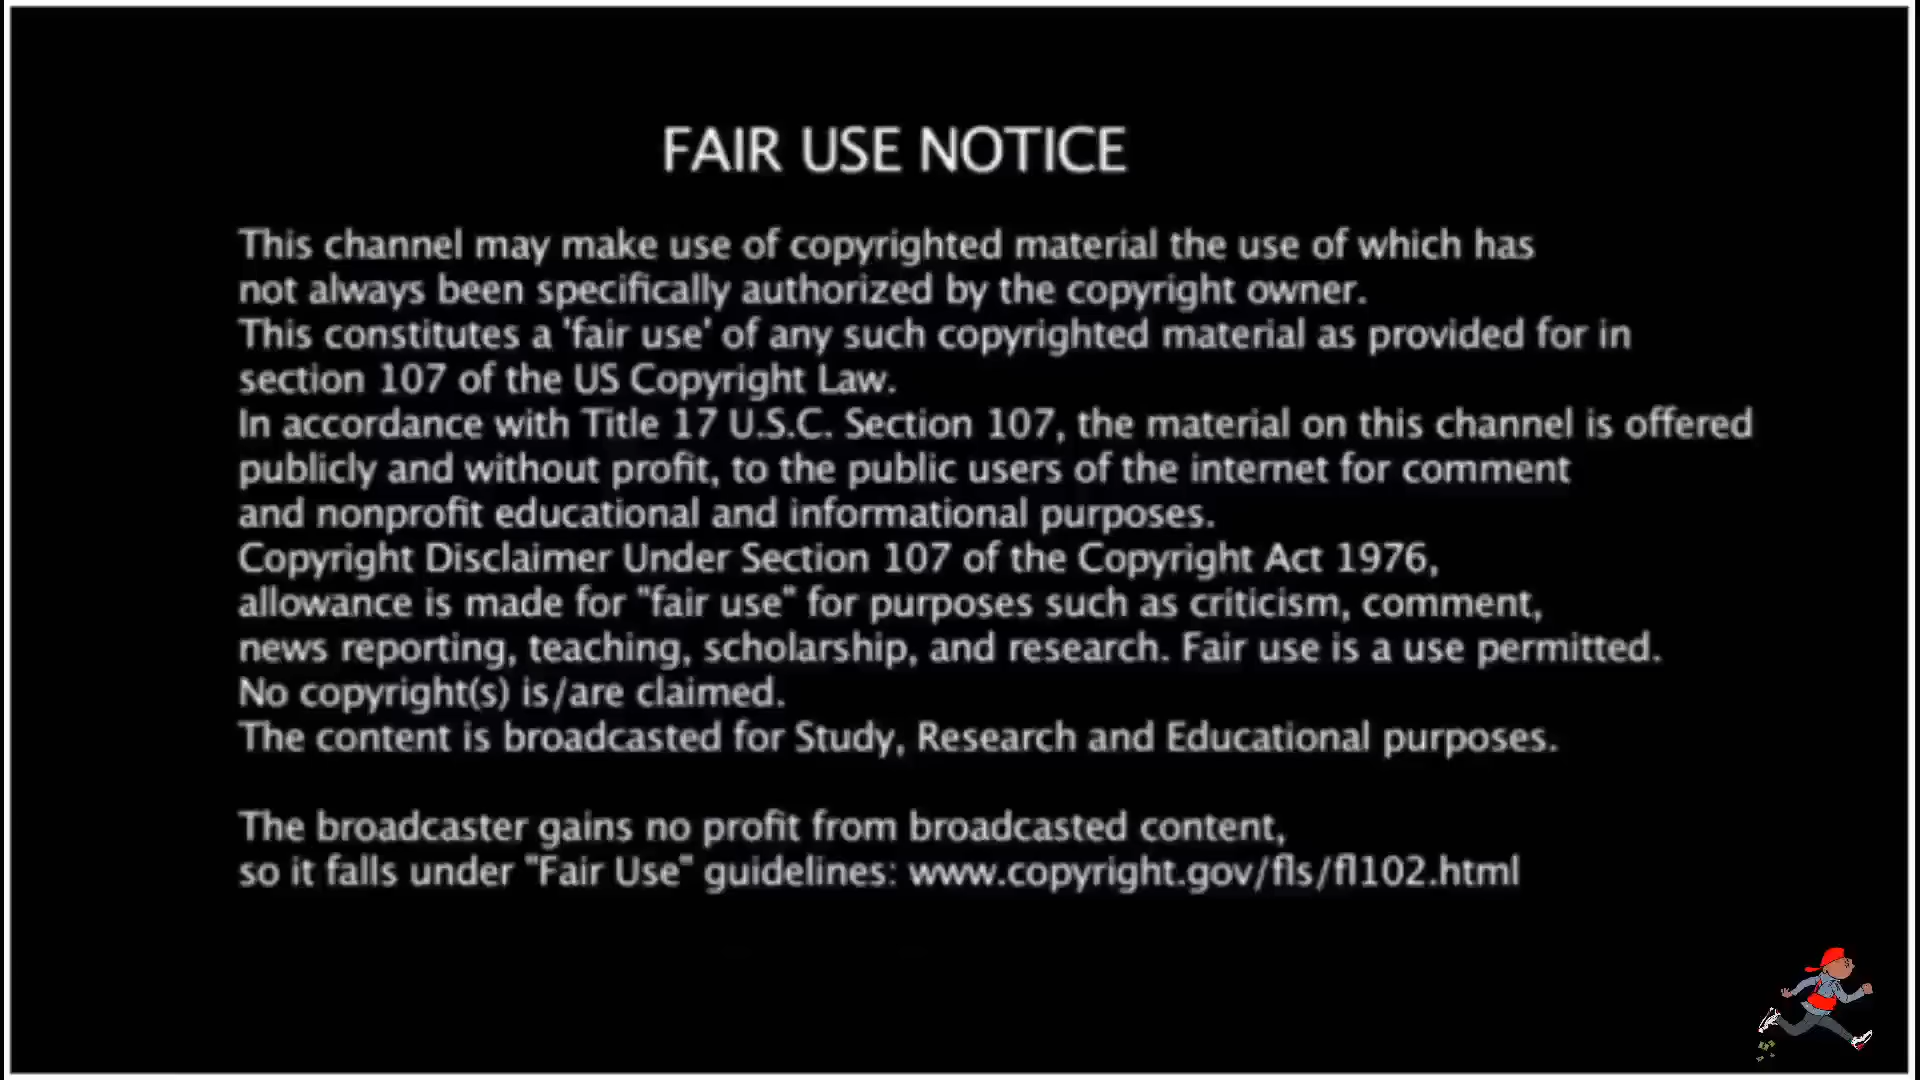 FAIR USE NOTICE
This channel may make use of copyrighted material the use of which has
not always been specifically authorized by the copyright owner.
This constitutes a 'fair use' of any such copyrighted material as provided for in
section 107 of the US Copyright Law.
In accordance with Title 17 U.S.C. Section 107, the material on this channel is offered
publicly and without profit, to the public users of the internet for comment
and nonprofit educational and informational purposes.
Copyright Disclaimer Under Section 107 of the Copyright Act 1976,
allowance is made for "fair use" for purposes such as criticism, comment,
news reporting, teaching, scholarship, and research. Fair use is a use permitted.
No copyright(s) is/are claimed.
The content is broadcasted for Study, Research and Educational purposes.
The broadcaster gains no profit from broadcasted content,
so it falls under "Fair Use" guidelines: www.copyright.gov/fls/fl102.html